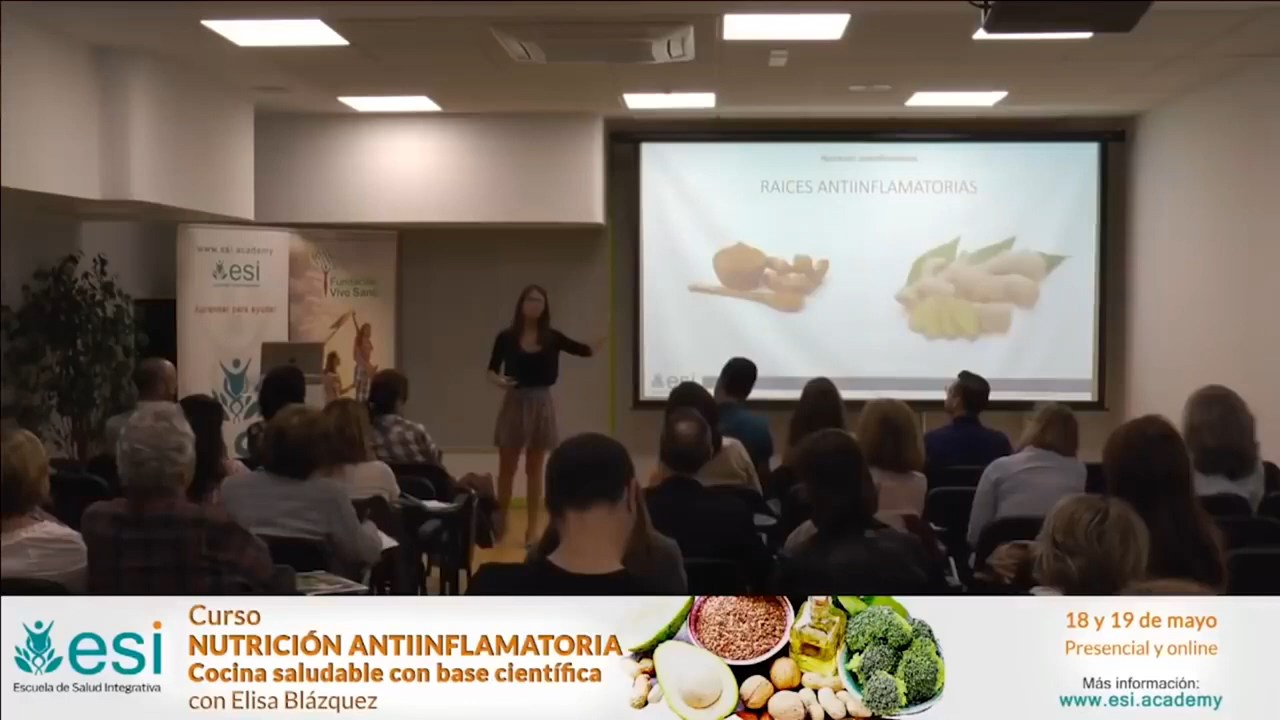 RAICES ANTIINFLAMATORIAS
www.esi.academy
esi
Aprender para ayudar
Fundación
Vivo Sano
esi
esi
Escuela de Salud Integrativa
Curso
NUTRICIÓN ANTIINFLAMATORIA
Cocina saludable con base científica
con Elisa Blázquez
18 y 19 de mayo
Presencial y online
Más información:
www.esi.academy